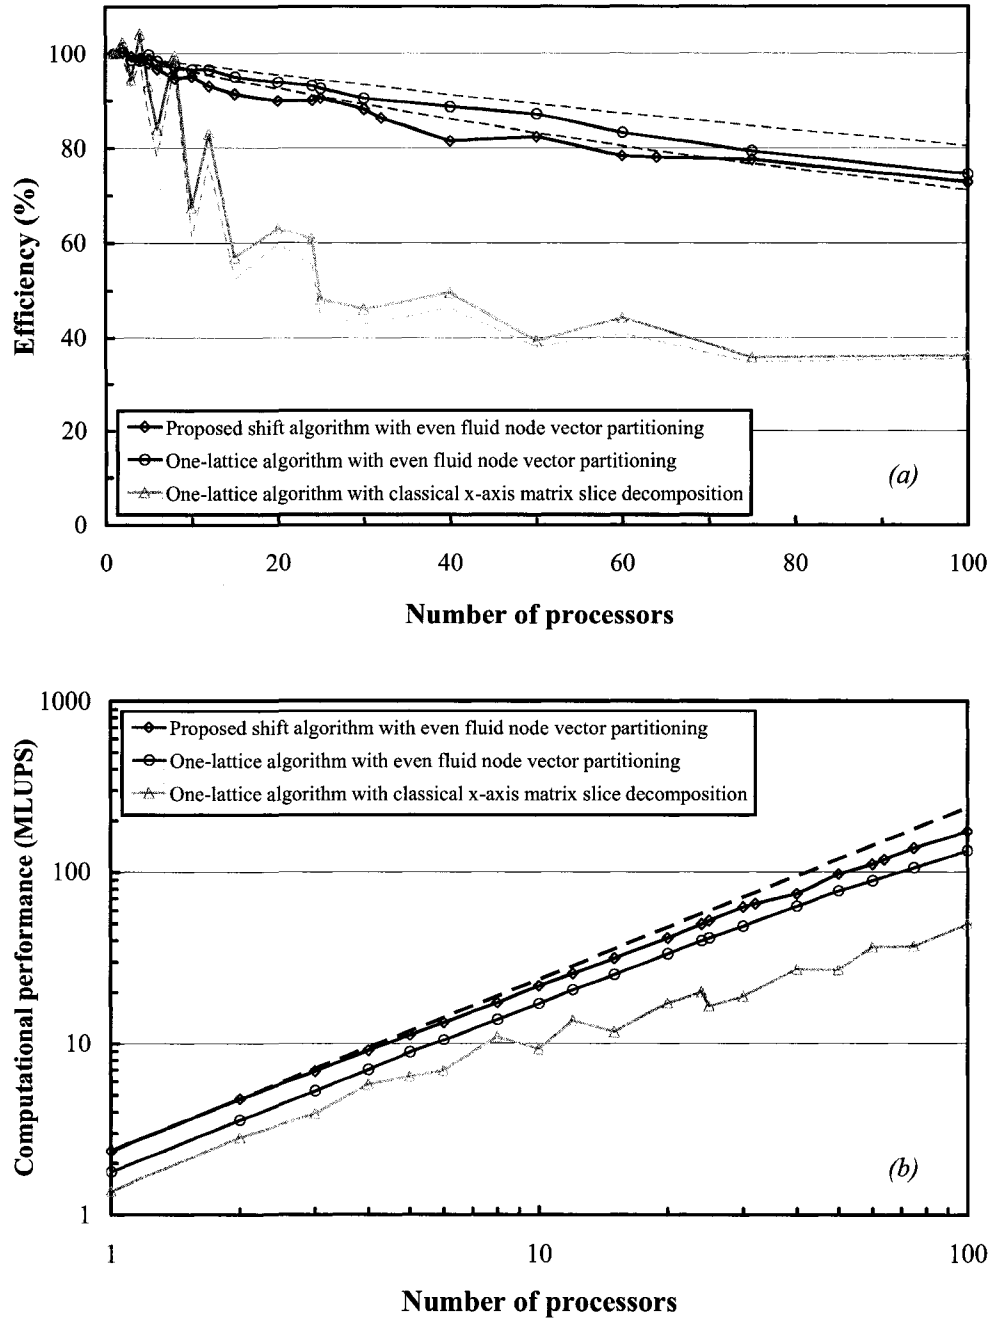 100
80
60
40
20
0
Efficiency (%)
Proposed shift algorithm with even fluid node vector partitioning
One-lattice algorithm with even fluid node vector partitioning
One-lattice algorithm with classical x-axis matrix slice decomposition
(a)
0 20 40 60 80 100
Number of processors
1000
100
10
1
Computational performance (MLUPS)
Proposed shift algorithm with even fluid node vector partitioning
One-lattice algorithm with even fluid node vector partitioning
One-lattice algorithm with classical x-axis matrix slice decomposition
(b)
1 10 100
Number of processors